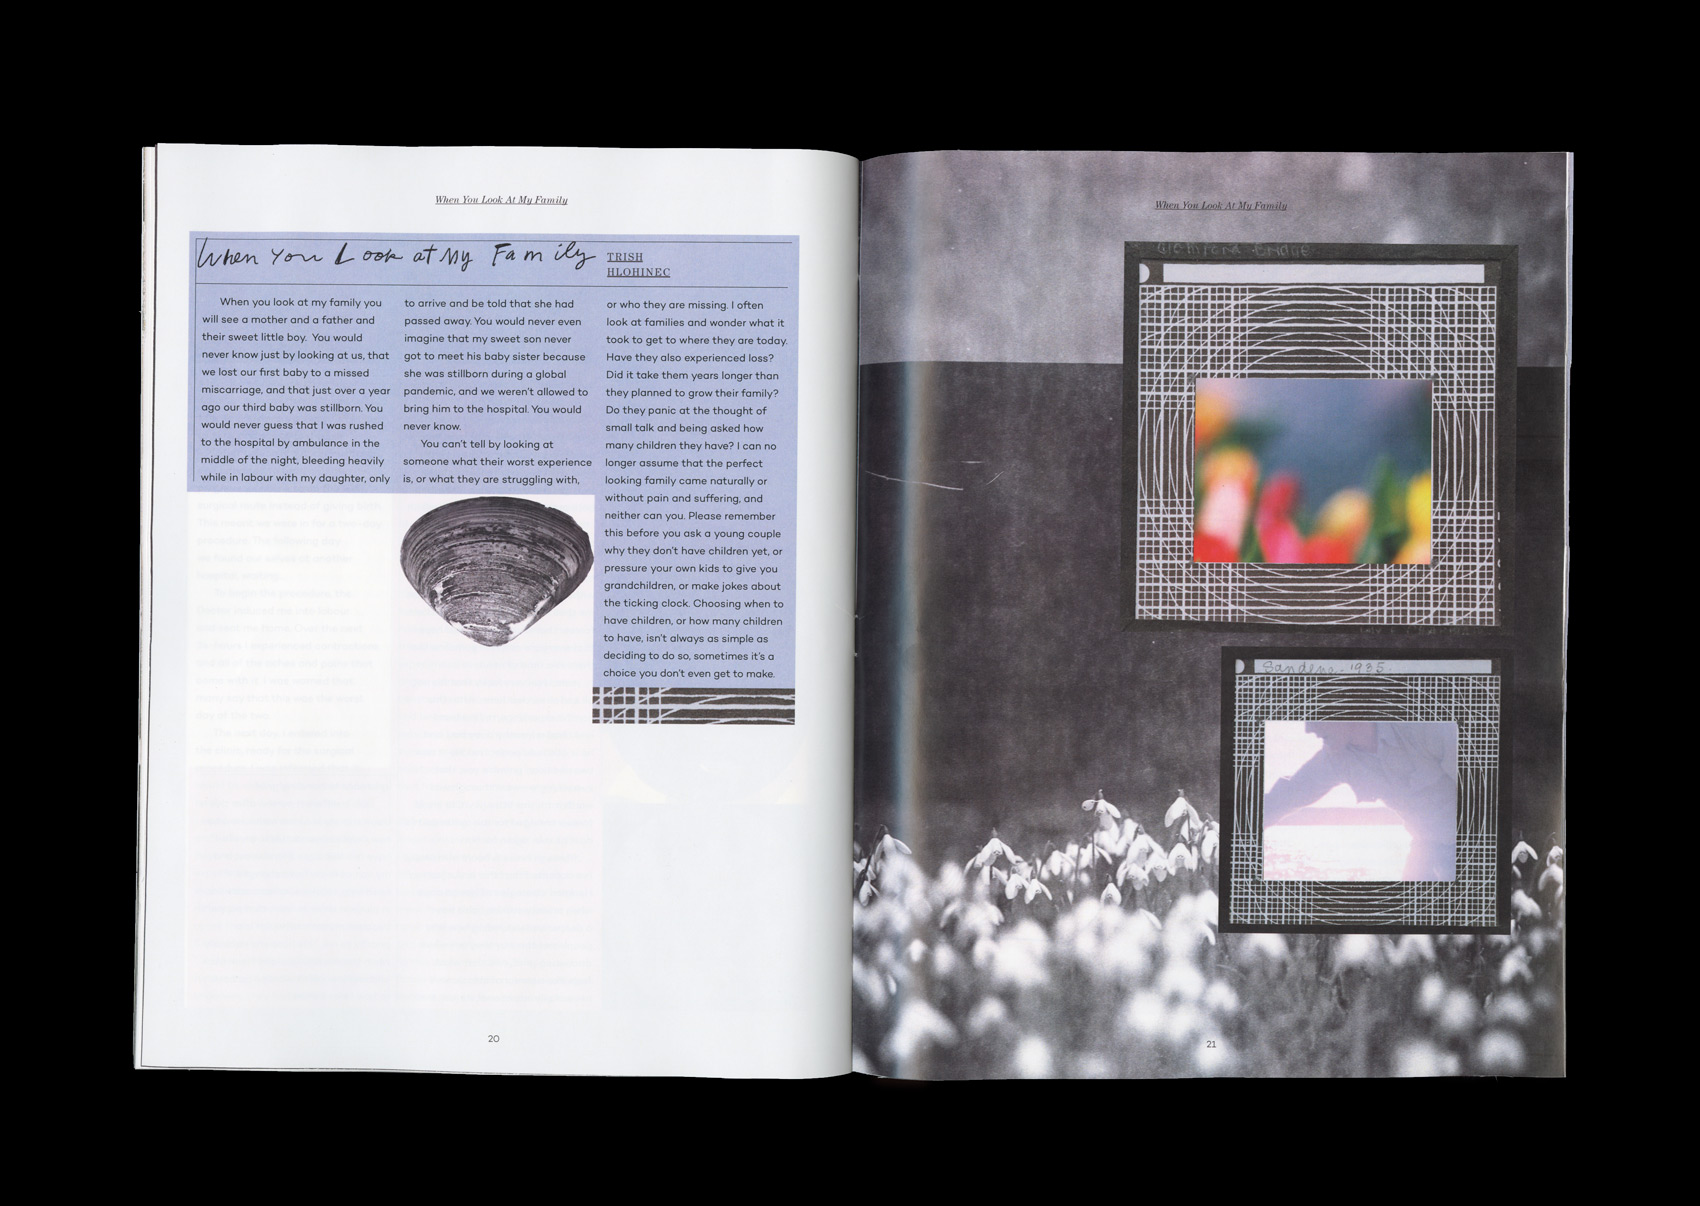 When You Look At My Family
When You Look at My Family
TRISH
HLOHINEC
When you look at my family you
will see a mother and a father and
their sweet little boy. You would
never know just by looking at us, that
we lost our first baby to a missed
miscarriage, and that just over a year
ago our third baby was stillborn. You
would never guess that I was rushed
to the hospital by ambulance in the
middle of the night, bleeding heavily
while in labour with my daughter, only
to arrive and be told that she had
passed away. You would never even
imagine that my sweet son never
got to meet his baby sister because
she was stillborn during a global
pandemic, and we weren't allowed to
bring him to the hospital. You would
never know.
You can't tell by looking at
someone what their worst experience
is, or what they are struggling with,
or who they are missing. I often
look at families and wonder what it
took to get to where they are today.
Have they also experienced loss?
Did it take them years longer than
they planned to grow their family?
Do they panic at the thought of
small talk and being asked how
many children they have? I can no
longer assume that the perfect
looking family came naturally or
without pain and suffering, and
neither can you. Please remember
this before you ask a young couple
why they don't have children yet, or
pressure your own kids to give you
grandchildren, or make jokes about
the ticking clock. Choosing when to
have children, or how many children
to have, isn't always as simple as
deciding to do so, sometimes it's a
choice you don't even get to make.
20
When You Look At My Family
Bridge
Sandens. 1935.
21